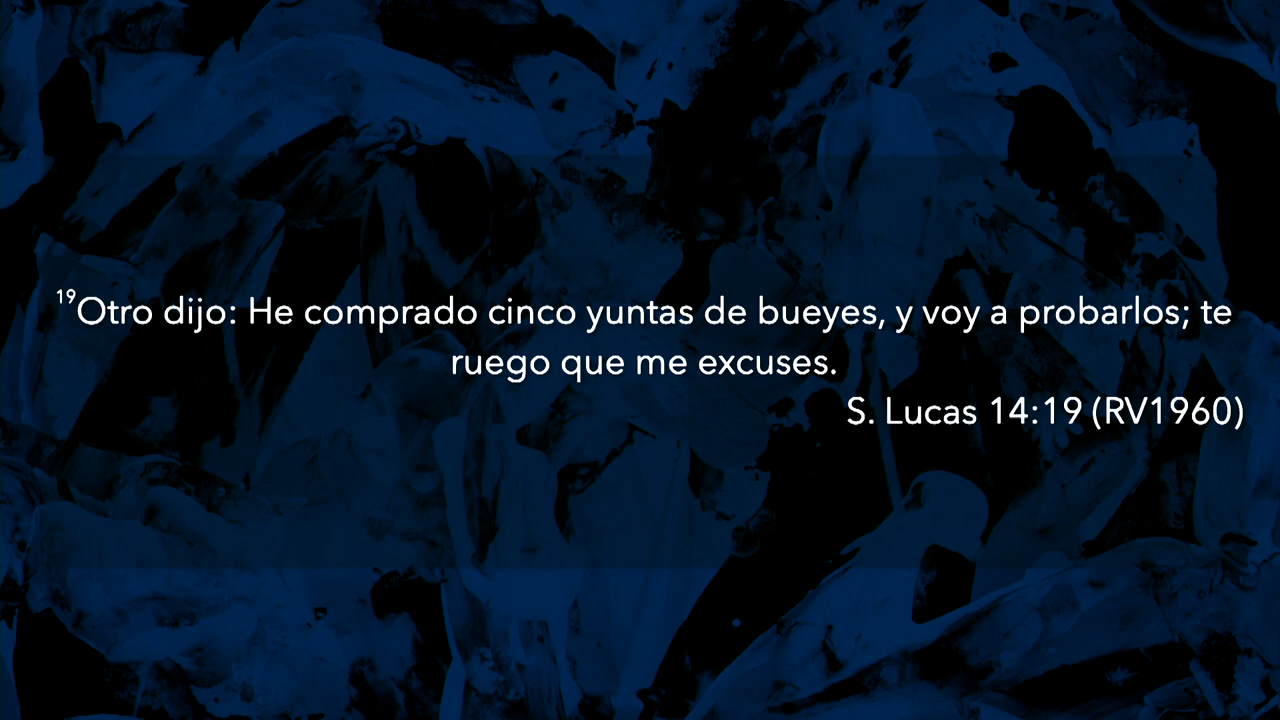 ¹⁹Otro dijo: He comprado cinco yuntas de bueyes, y voy a probarlos; te
ruego que me excuses.
S. Lucas 14:19 (RV1960)